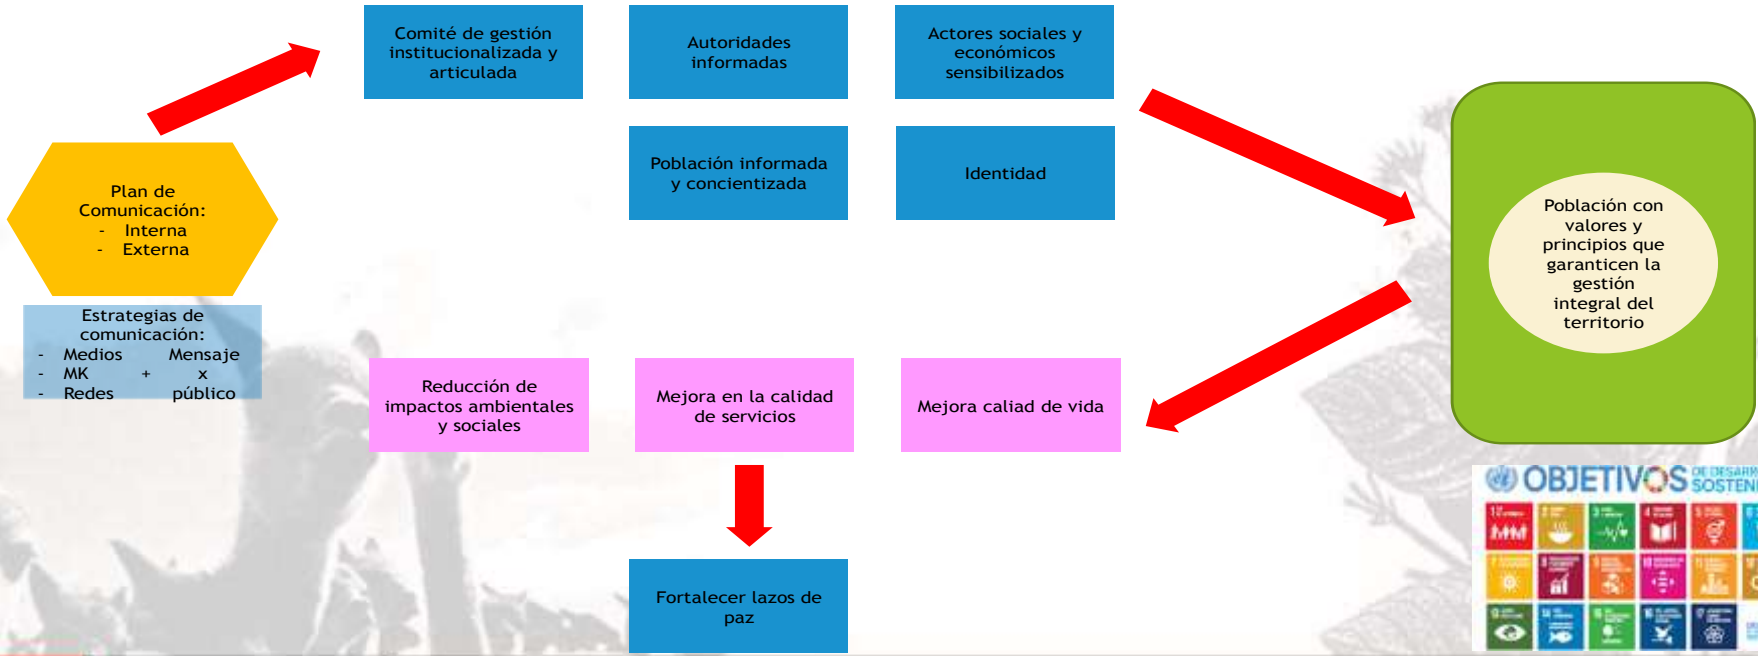 Comité de gestión
institucionalizada y
articulada
Autoridades
informadas
Actores sociales y
económicos
sensibilizados
Población informada
y concientizada
Identidad
Plan de
Comunicación:
- Interna
- Externa
Estrategias de
comunicación:
- Medios Mensaje
- MK + x
- Redes público
Población con
valores y
principios que
garanticen la
gestión
integral del
territorio
Reducción de
impactos ambientales
y sociales
Mejora en la calidad
de servicios
Mejora caliad de vida
Fortalecer lazos de
paz
OBJETIVOS